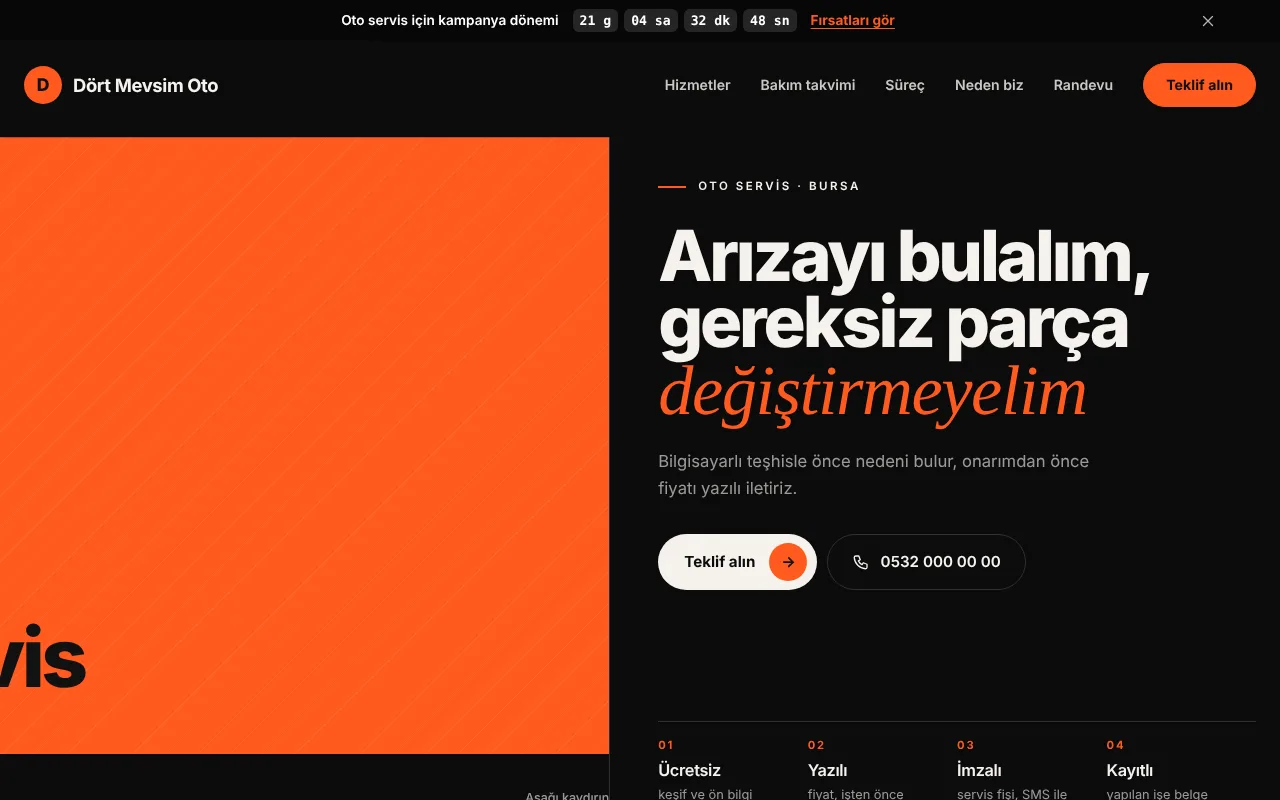 Oto servis için kampanya dönemi 21 g 04 sa 32 dk 48 sn Fırsatları gör
D Dört Mevsim Oto
Hizmetler Bakım takvimi Süreç Neden biz Randevu Teklif alın
OTO SERVİS · BURSA
Arızayı bulalım,
gereksiz parça
değiştirmeyelim
Bilgisayarlı teşhisle önce nedeni bulur, onarımdan önce
fiyatı yazılı iletiriz.
Teklif alın 0532 000 00 00
vis
01 02 03 04
Ücretsiz Yazılı İmzalı Kayıtlı
keşif ve ön bilgi fiyat, işten önce servis fişi, SMS ile yapılan işe belge
Aşağı kaydırın